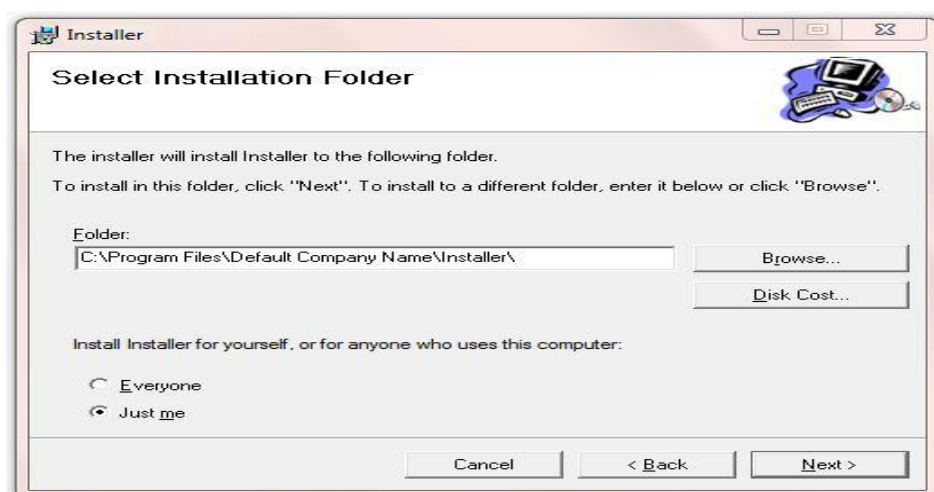 Installer
Select Installation Folder
The installer will install Installer to the following folder.
To install in this folder, click "Next". To install to a different folder, enter it below or click "Browse".
Folder:
C:\Program Files\Default Company Name\Installer\
Browse...
Disk Cost...
Install Installer for yourself, or for anyone who uses this computer:
Everyone
Just me
Cancel
< Back
Next >